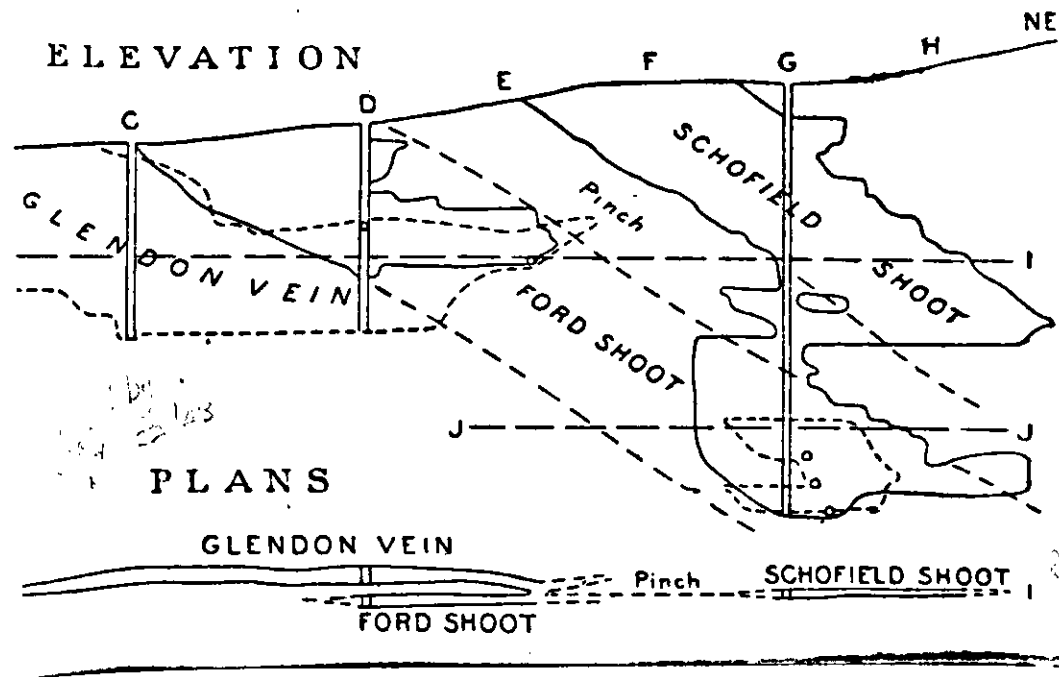 NE
ELEVATION
C
D
E
F
G
H
GLENDON VEIN
Pinch
SCHOFIELD SHOOT
I
FORD SHOOT
J
J
PLANS
GLENDON VEIN
Pinch
SCHOFIELD SHOOT
I
FORD SHOOT